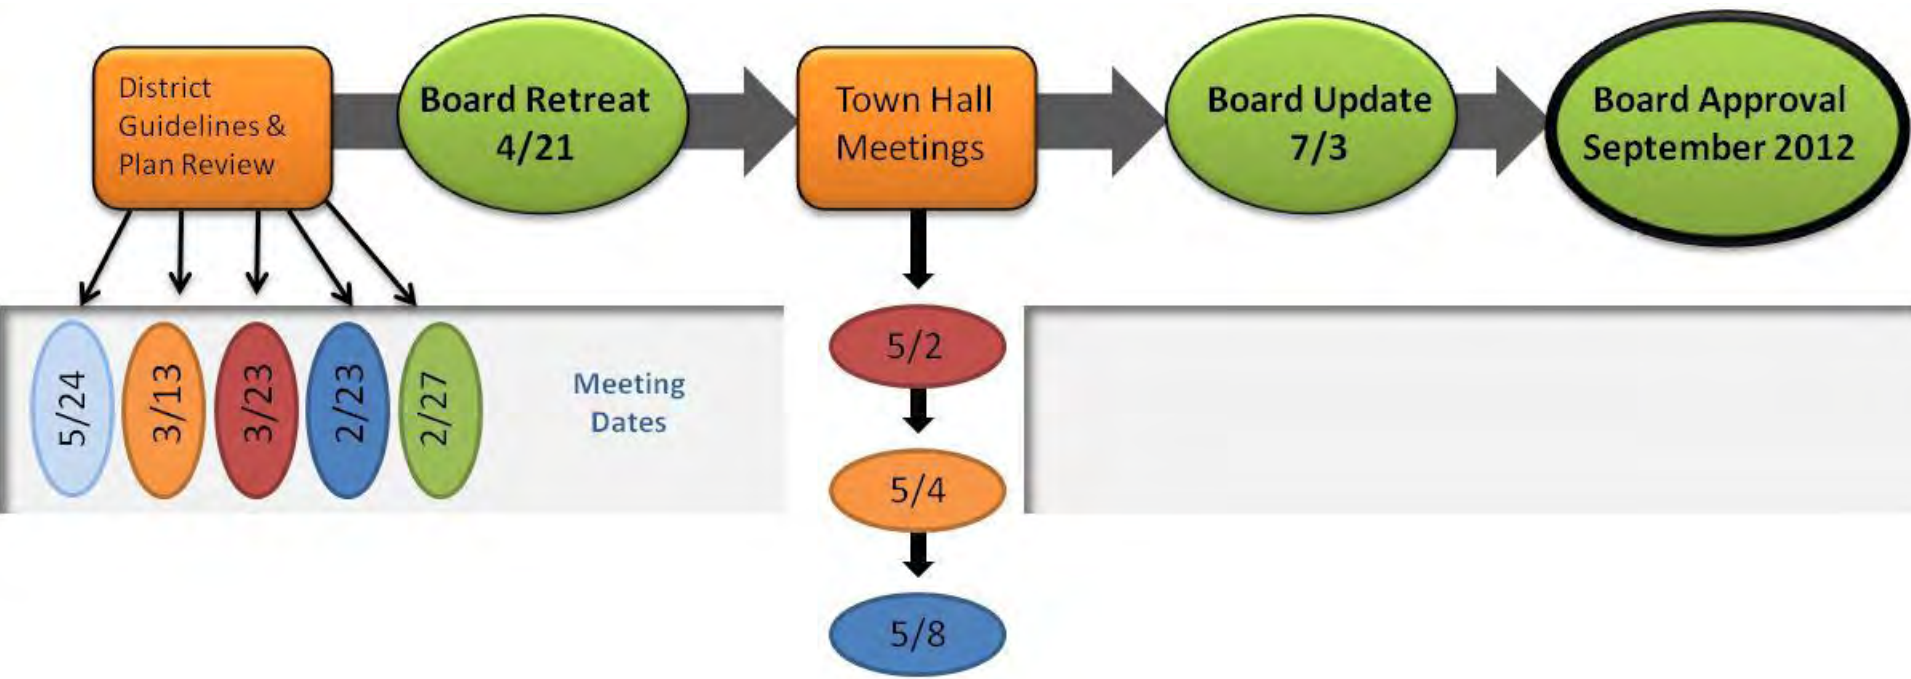 District
Guidelines &
Plan Review
Board Retreat
4/21
Town Hall
Meetings
Board Update
7/3
Board Approval
September 2012
5/24
3/13
3/23
2/23
2/27
Meeting
Dates
5/2
5/4
5/8